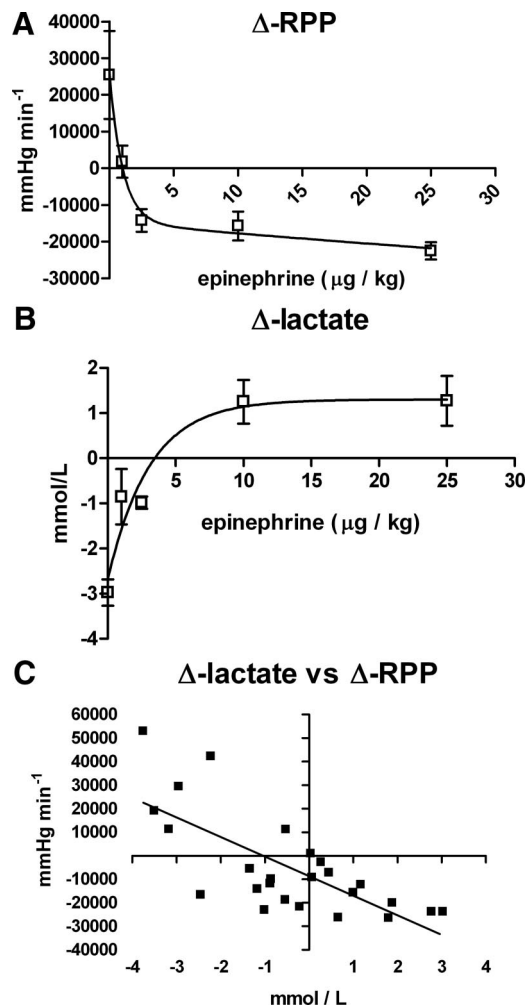 A
Δ-RPP
40000
30000
20000
10000
0
-10000
-20000
-30000
mmHg min-1
5 10 15 20 25 30
epinephrine (μg / kg)
B
Δ-lactate
2
1
0
-1
-2
-3
-4
mmol/L
5 10 15 20 25 30
epinephrine (μg / kg)
C
Δ-lactate vs Δ-RPP
60000
50000
40000
30000
20000
10000
-10000
-20000
-30000
-40000
mmHg min-1
-4 -3 -2 -1 0 1 2 3 4
mmol / L